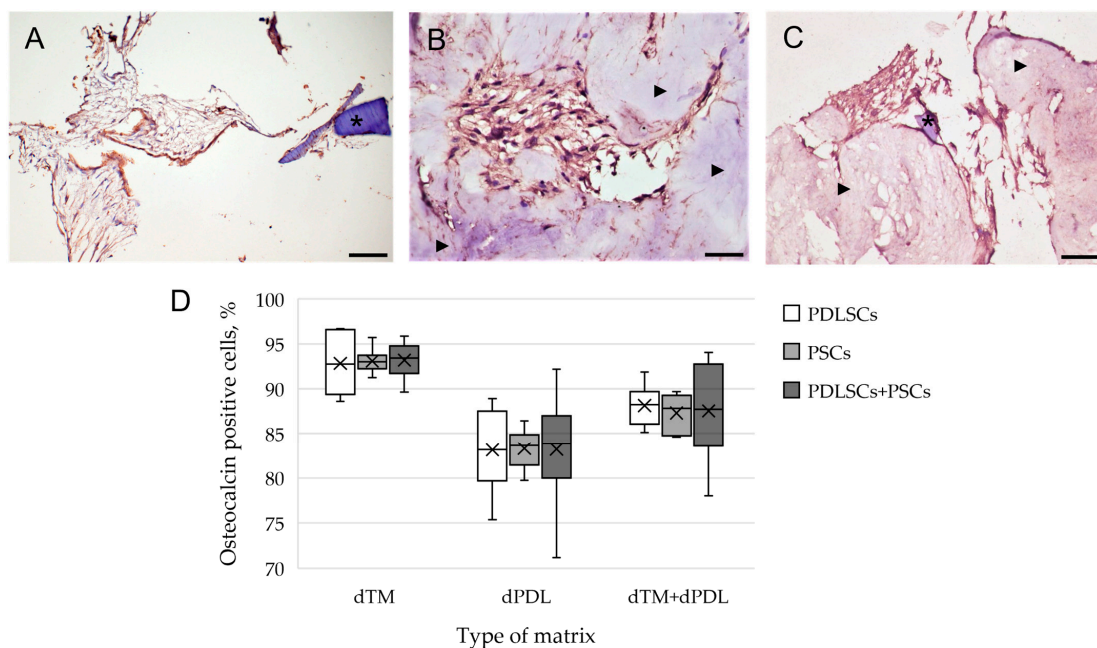 A
B
C
*
*
D
Osteocalcin positive cells, %
100
95
90
85
80
75
70
dTM
dPDL
dTM+dPDL
Type of matrix
PDLSCs
PSCs
PDLSCs+PSCs